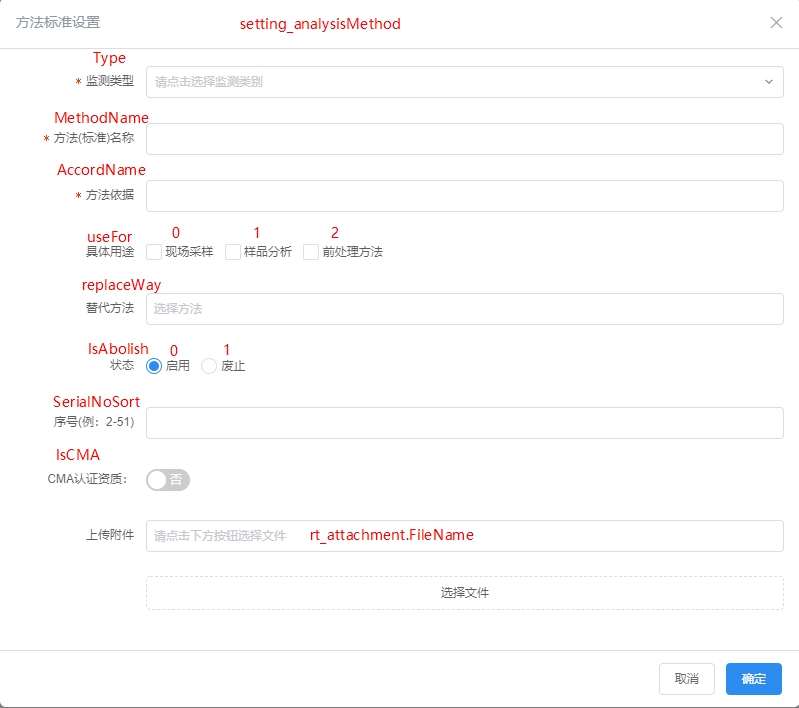 方法标准设置
setting_analysisMethod
Type
* 监测类型
请点击选择监测类别
MethodName
* 方法(标准)名称
AccordName
* 方法依据
useFor
0
1
2
具体用途
现场采样
样品分析
前处理方法
replaceWay
替代方法
选择方法
IsAbolish
0
1
状态
启用
废止
SerialNoSort
序号(例：2-51)
IsCMA
CMA认证资质：
否
上传附件
请点击下方按钮选择文件
rt_attachment.FileName
选择文件
取消
确定